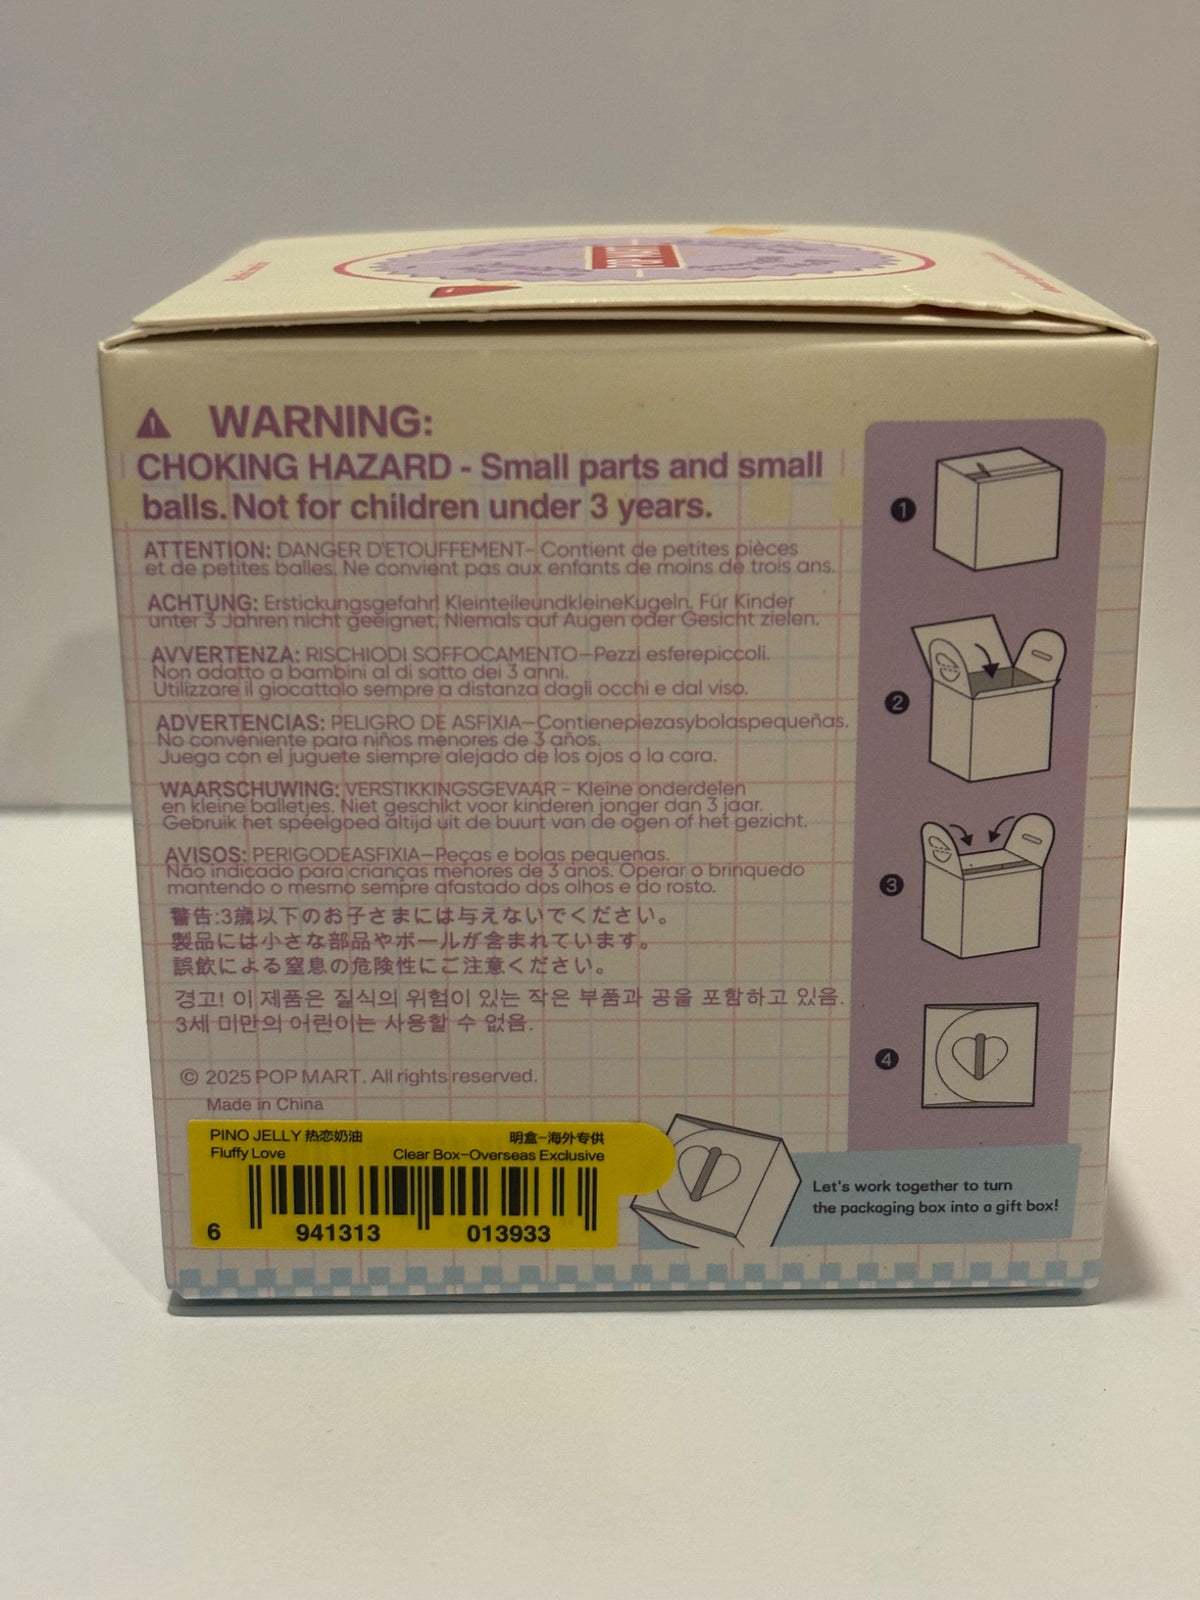 POP MART
WARNING:
CHOKING HAZARD - Small parts and small
balls. Not for children under 3 years.
ATTENTION: DANGER D'ETOUFFEMENT- Contient de petites pièces
et de petites balles. Ne convient pas aux enfants de moins de trois ans.
ACHTUNG: Erstickungsgefahr! KleinteileundkleineKugeln. Für Kinder
unter 3 Jahren nicht geeignet. Niemals auf Augen oder Gesicht zielen.
AVVERTENZA: RISCHIODI SOFFOCAMENTO-Pezzi esferepiccoli.
Non adatto a bambini al di sotto dei 3 anni.
Utilizzare il giocattolo sempre a distanza dagli occhi e dal viso.
ADVERTENCIAS: PELIGRO DE ASFIXIA-Contienepiezasybolaspequeñas.
No conveniente para niños menores de 3 años.
Juega con el juguete siempre alejado de los ojos o la cara.
WAARSCHUWING: VERSTIKKINGSGEVAAR - Kleine onderdelen
en kleine balletjes. Niet geschikt voor kinderen jonger dan 3 jaar.
Gebruik het speelgoed altijd uit de buurt van de ogen of het gezicht.
AVISOS: PERIGODEASFIXIA-Peças e bolas pequenas.
Não indicado para crianças menores de 3 anos. Operar o brinquedo
mantendo o mesmo sempre afastado dos olhos e do rosto.
警告:3歳以下のお子さまには与えないでください。
製品には小さな部品やボールが含まれています。
誤飲による窒息の危険性にご注意ください。
경고! 이 제품은 질식의 위험이 있는 작은 부품과 공을 포함하고 있음.
3세 미만의 어린이는 사용할 수 없음.
© 2025 POP MART. All rights reserved.
Made in China
PINO JELLY 热恋奶油 明盒-海外专供
Fluffy Love Clear Box-Overseas Exclusive
6 941313 013933
1
2
3
4
Let's work together to turn
the packaging box into a gift box!